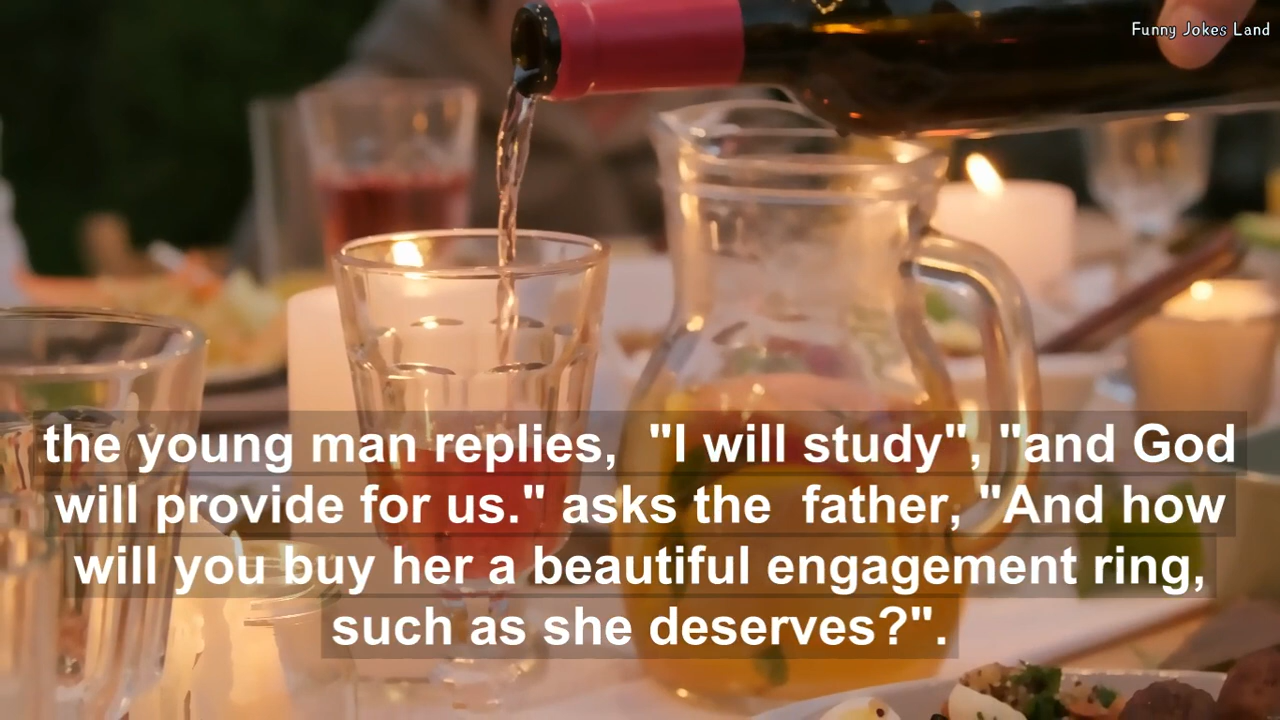 Funny Jokes Land
the young man replies,  "I will study",  "and God
will provide for us." asks the  father, "And how
will you buy her a beautiful engagement ring,
such as she deserves?".